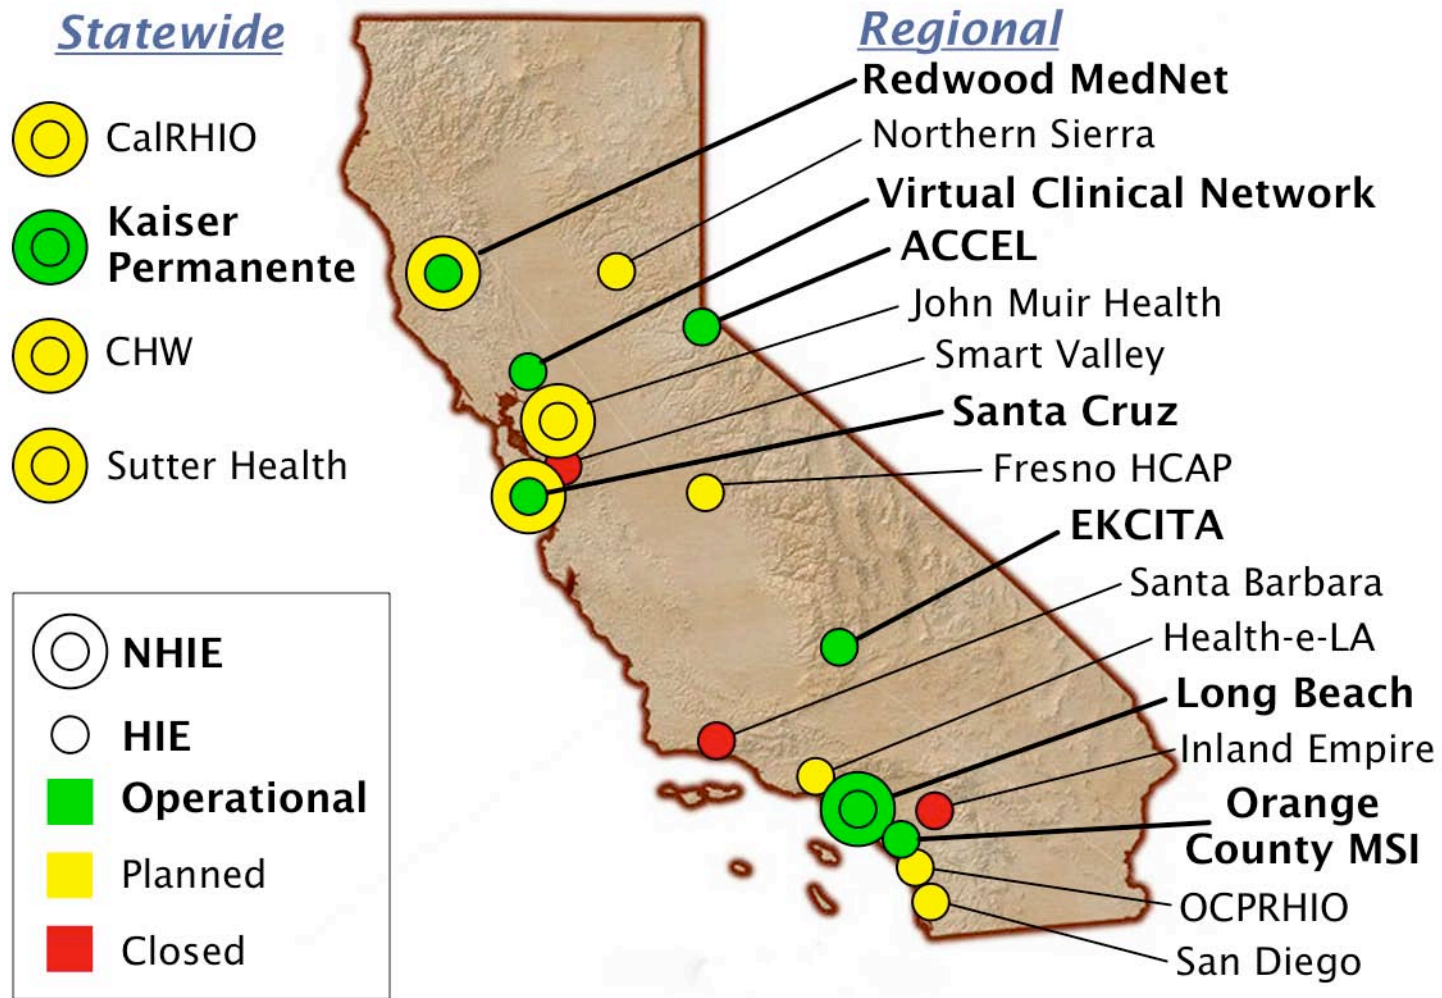 Statewide
CalRHIO
Kaiser
Permanente
CHW
Sutter Health
NHIE
HIE
Operational
Planned
Closed
Regional
Redwood MedNet
Northern Sierra
Virtual Clinical Network
ACCEL
John Muir Health
Smart Valley
Santa Cruz
Fresno HCAP
EKCITA
Santa Barbara
Health-e-LA
Long Beach
Inland Empire
Orange
County MSI
OCPRHIO
San Diego